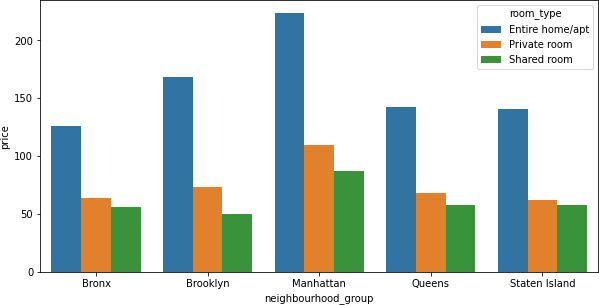 room_type
Entire home/apt
Private room
Shared room
price
200
150
100
50
0
Bronx
Brooklyn
Manhattan
Queens
Staten Island
neighbourhood_group